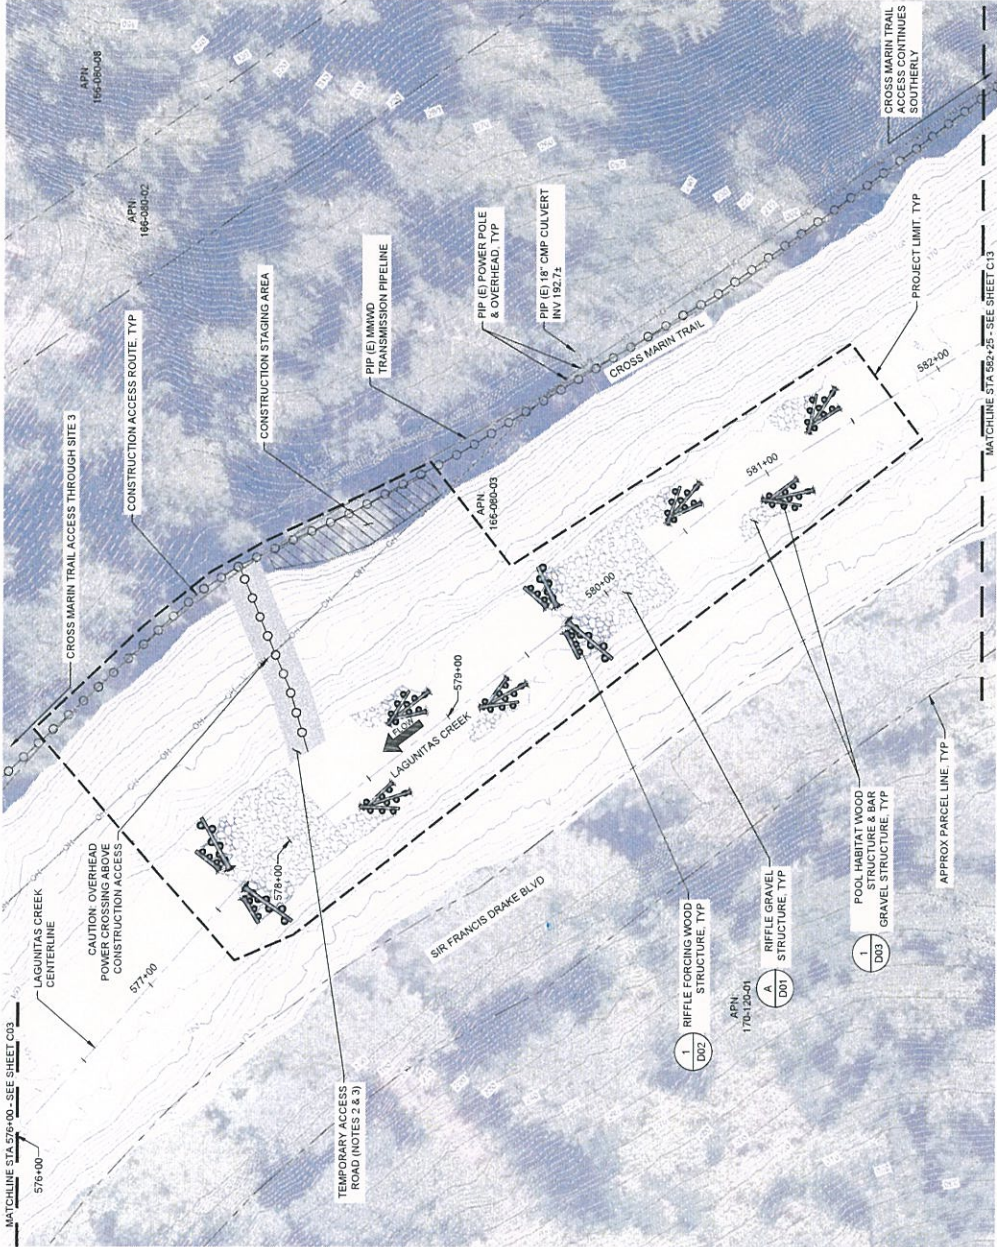 MATCHLINE STA 576+00 - SEE SHEET C03
576+00
LAGUNITAS CREEK
CENTERLINE
CAUTION: OVERHEAD
POWER CROSSING ABOVE
CONSTRUCTION ACCESS
577+00
CROSS MARIN TRAIL ACCESS THROUGH SITE 3
CONSTRUCTION ACCESS ROUTE, TYP
APN:
166-080-02
APN:
166-080-08
CONSTRUCTION STAGING AREA
PIP (E) MMWD
TRANSMISSION PIPELINE
PIP (E) POWER POLE
& OVERHEAD, TYP
PIP (E) 18" CMP CULVERT
INV 192.7±
CROSS MARIN TRAIL
CROSS MARIN TRAIL
ACCESS CONTINUES
SOUTHERLY
TEMPORARY ACCESS
ROAD (NOTES 2 & 3)
578+00
FLOW
LAGUNITAS CREEK
579+00
APN:
166-080-03
580+00
581+00
582+00
PROJECT LIMIT, TYP
SIR FRANCIS DRAKE BLVD
1
D02
RIFFLE FORCING WOOD
STRUCTURE, TYP
APN:
170-120-01
A
D01
RIFFLE GRAVEL
STRUCTURE, TYP
1
D03
POOL HABITAT WOOD
STRUCTURE & BAR
GRAVEL STRUCTURE, TYP
APPROX PARCEL LINE, TYP
MATCHLINE STA 582+25 - SEE SHEET C13
OH
OH
OH
OH